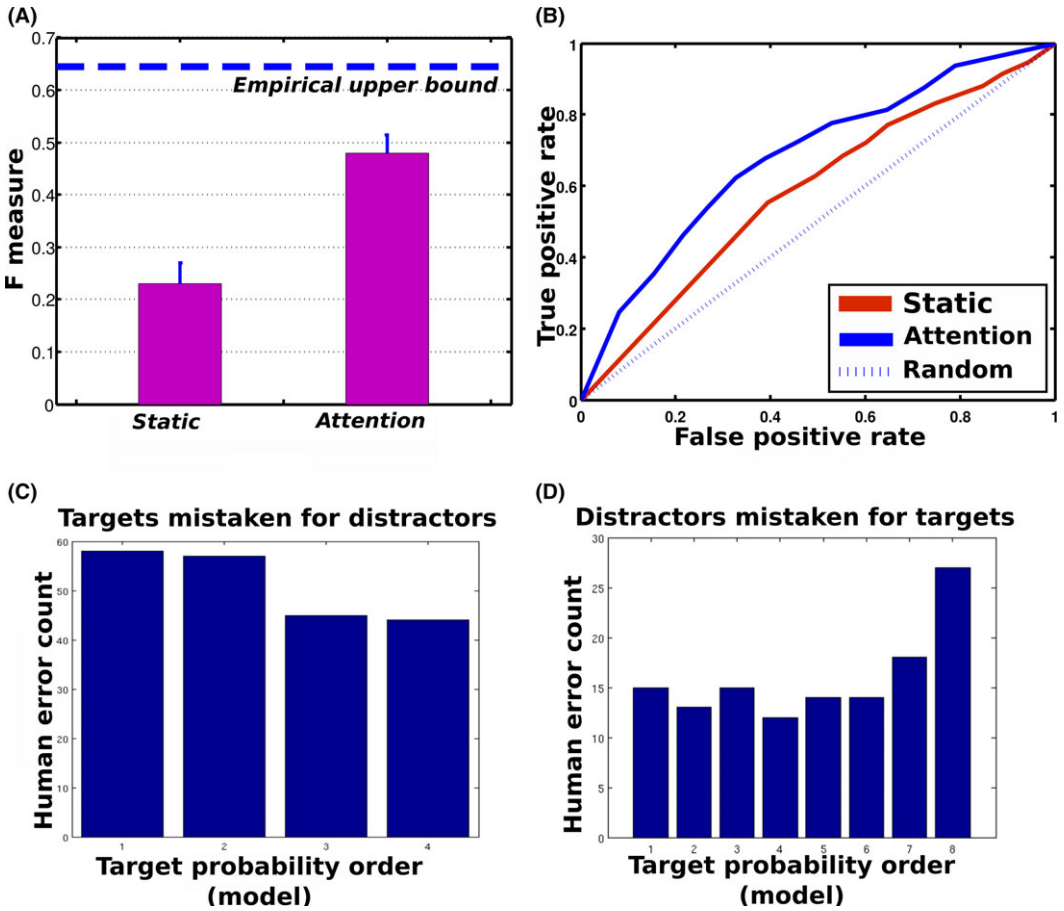 (A)
0.7
0.6
0.5
0.4
0.3
0.2
0.1
0
F measure
Empirical upper bound
Static
Attention
(B)
1
0.8
0.6
0.4
0.2
0
True positive rate
Static
Attention
Random
0
0.2
0.4
0.6
0.8
1
False positive rate
(C)
Targets mistaken for distractors
60
50
40
30
20
10
0
Human error count
1
2
3
4
Target probability order
(model)
(D)
Distractors mistaken for targets
30
25
20
15
10
5
0
Human error count
1
2
3
4
5
6
7
8
Target probability order
(model)